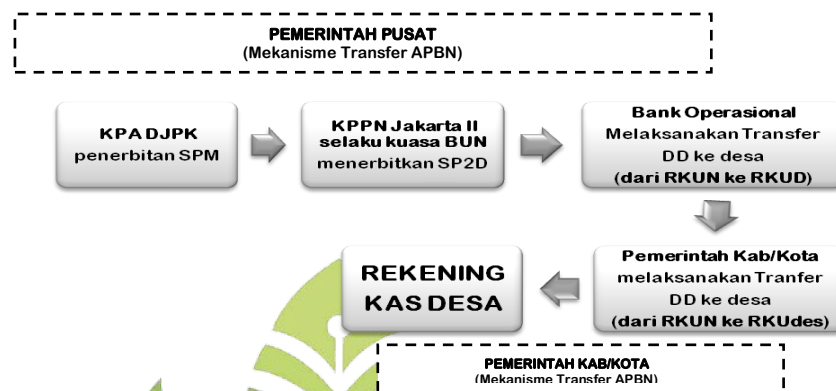 PEMERINTAH PUSAT
(Mekanisme Transfer APBN)
KPA DJPK
penerbitan SPM
KPPN Jakarta II
selaku kuasa BUN
menerbitkan SP2D
Bank Operasional
Melaksanakan Transfer
DD ke desa
(dari RKUN ke RKUD)
Pemerintah Kab/Kota
melaksanakan Tranfer
DD ke desa
(dari RKUN ke RKUdes)
REKENING
KAS DESA
PEMERINTAH KAB/KOTA
(Mekanisme Transfer APBN)